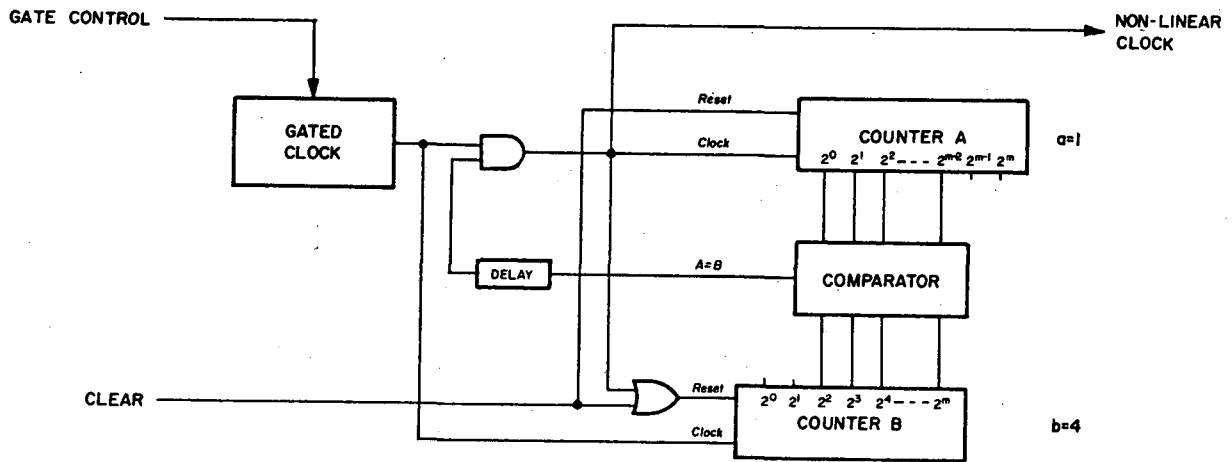 GATE CONTROL
NON-LINEAR
CLOCK
GATED
CLOCK
Reset
Clock
COUNTER A
2⁰ 2¹ 2² - - - 2ᵐ⁻² 2ᵐ⁻¹ 2ᵐ
a=1
DELAY
A=B
COMPARATOR
CLEAR
Reset
Clock
2⁰ 2¹ 2² 2³ 2⁴ - - - 2ᵐ
COUNTER B
b=4